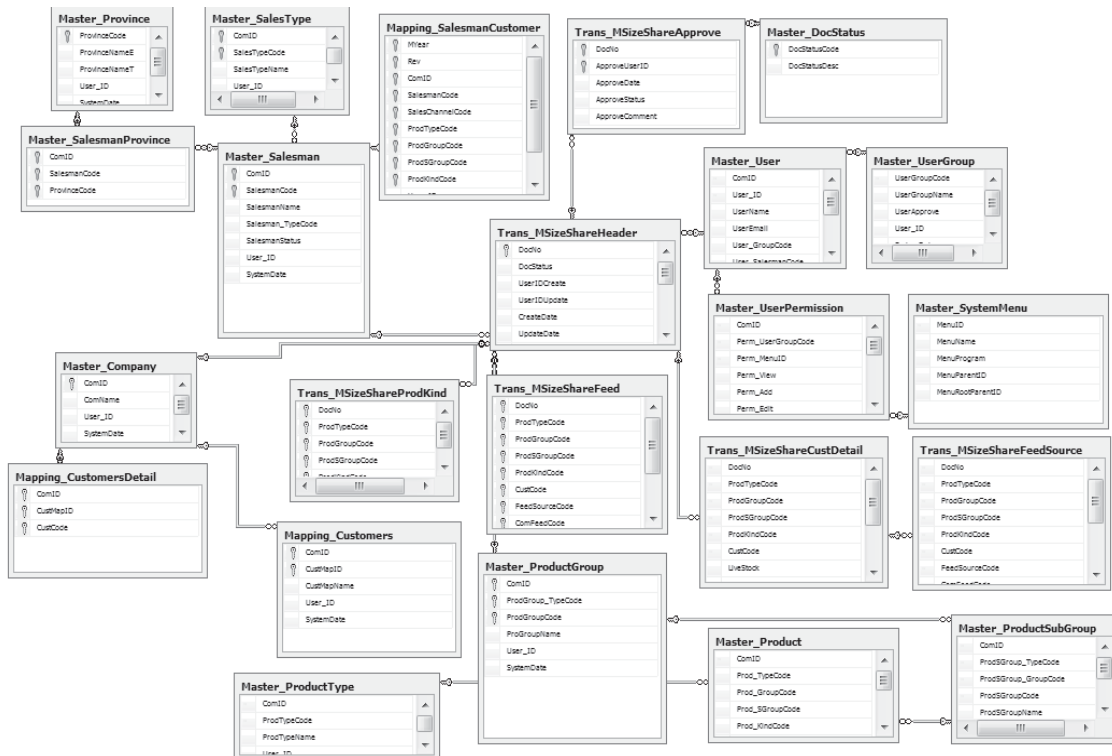 Master_Province
ProvinceCode
ProvinceNameE
ProvinceNameT
User_ID
SystemDate
Master_SalesType
ComID
SalesTypeCode
SalesTypeName
User_ID
Mapping_SalesmanCustomer
MYear
Rev
ComID
SalesmanCode
SalesChannelCode
ProdTypeCode
ProdGroupCode
ProdSGroupCode
ProdKindCode
Trans_MSizeShareApprove
DocNo
ApproveUserID
ApproveDate
ApproveStatus
ApproveComment
Master_DocStatus
DocStatusCode
DocStatusDesc
Master_SalesmanProvince
ComID
SalesmanCode
ProvinceCode
Master_Salesman
ComID
SalesmanCode
SalesmanName
Salesman_TypeCode
SalesmanStatus
User_ID
SystemDate
Master_User
ComID
User_ID
UserName
UserEmail
User_GroupCode
User_SalesmanCode
Master_UserGroup
UserGroupCode
UserGroupName
UserApprove
User_ID
Trans_MSizeShareHeader
DocNo
DocStatus
UserIDCreate
UserIDUpdate
CreateDate
UpdateDate
Master_UserPermission
ComID
Perm_UserGroupCode
Perm_MenuID
Perm_View
Perm_Add
Perm_Edit
Master_SystemMenu
MenuID
MenuName
MenuProgram
MenuParentID
MenuRootParentID
Master_Company
ComID
ComName
User_ID
SystemDate
Trans_MSizeShareProdKind
DocNo
ProdTypeCode
ProdGroupCode
ProdSGroupCode
ProdKindCode
Trans_MSizeShareFeed
DocNo
ProdTypeCode
ProdGroupCode
ProdSGroupCode
ProdKindCode
CustCode
FeedSourceCode
ComFeedCode
Trans_MSizeShareCustDetail
DocNo
ProdTypeCode
ProdGroupCode
ProdSGroupCode
ProdKindCode
CustCode
LiveStock
Trans_MSizeShareFeedSource
DocNo
ProdTypeCode
ProdGroupCode
ProdSGroupCode
ProdKindCode
CustCode
FeedSourceCode
ComFeedCode
Mapping_CustomersDetail
ComID
CustMapID
CustCode
Mapping_Customers
ComID
CustMapID
CustMapName
User_ID
SystemDate
Master_ProductGroup
ComID
ProdGroup_TypeCode
ProdGroupCode
ProGroupName
User_ID
SystemDate
Master_Product
ComID
Prod_TypeCode
Prod_GroupCode
Prod_SGroupCode
Prod_KindCode
Master_ProductSubGroup
ComID
ProdSGroup_TypeCode
ProdSGroup_GroupCode
ProdSGroupCode
ProdSGroupName
Master_ProductType
ComID
ProdTypeCode
ProdTypeName
User_ID